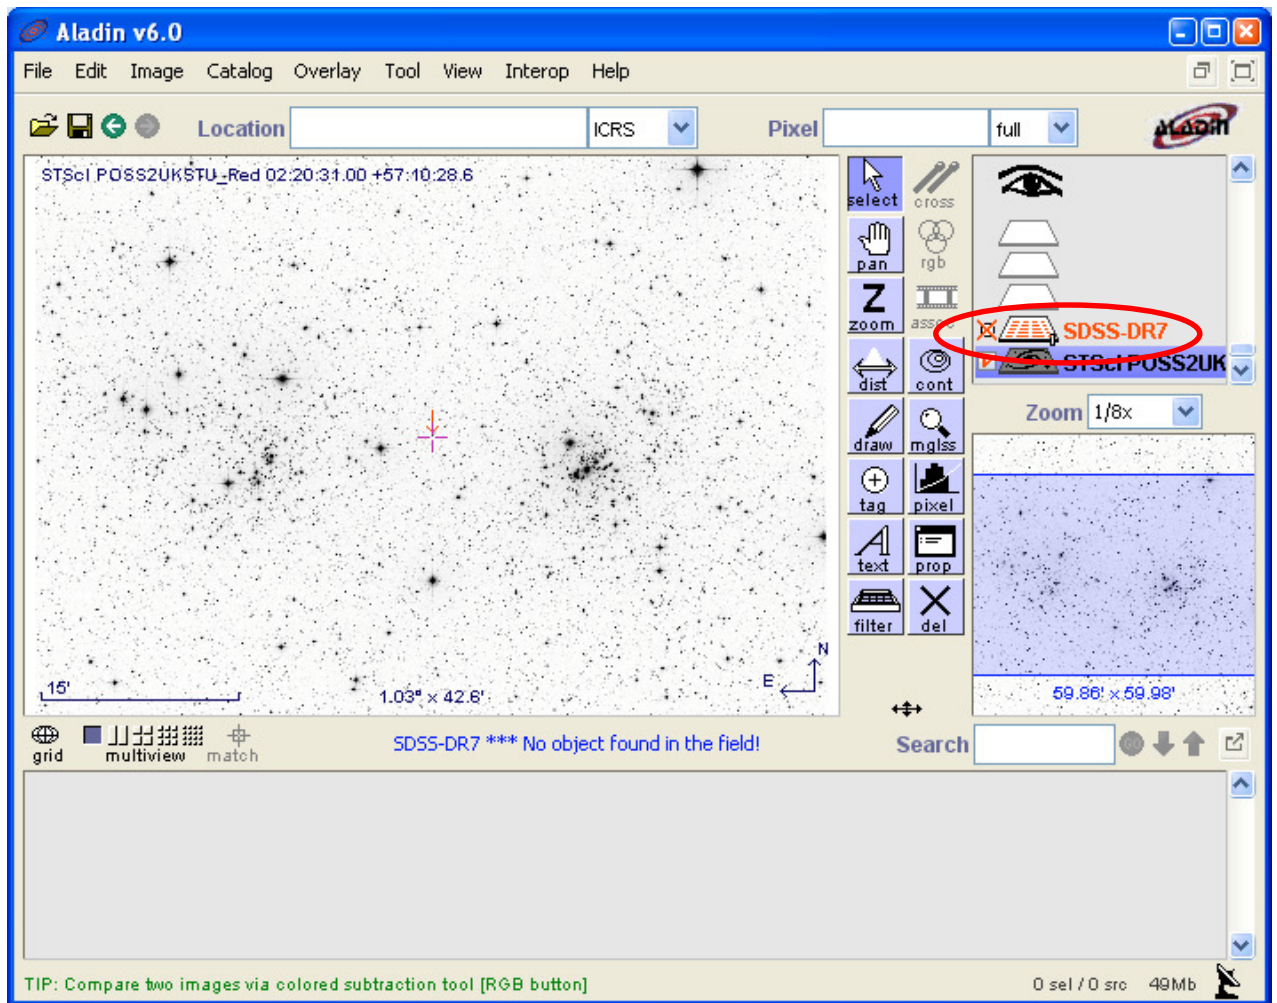 Aladin v6.0
File Edit Image Catalog Overlay Tool View Interop Help
Location ICRS Pixel full ALADIN
STScI POSS2UKSTU_Red 02:20:31.00 +57:10:28.6
select cross
pan rgb
zoom assoc
SDSS-DR7
STScI POSS2UK
dist cont
Zoom 1/8x
draw mglss
tag pixel
text prop
filter del
N
E
15'
1.03° x 42.6'
59.86' x 59.98'
grid multiview match
SDSS-DR7 *** No object found in the field!
Search GO
TIP: Compare two images via colored subtraction tool [RGB button]
0 sel / 0 src 49Mb